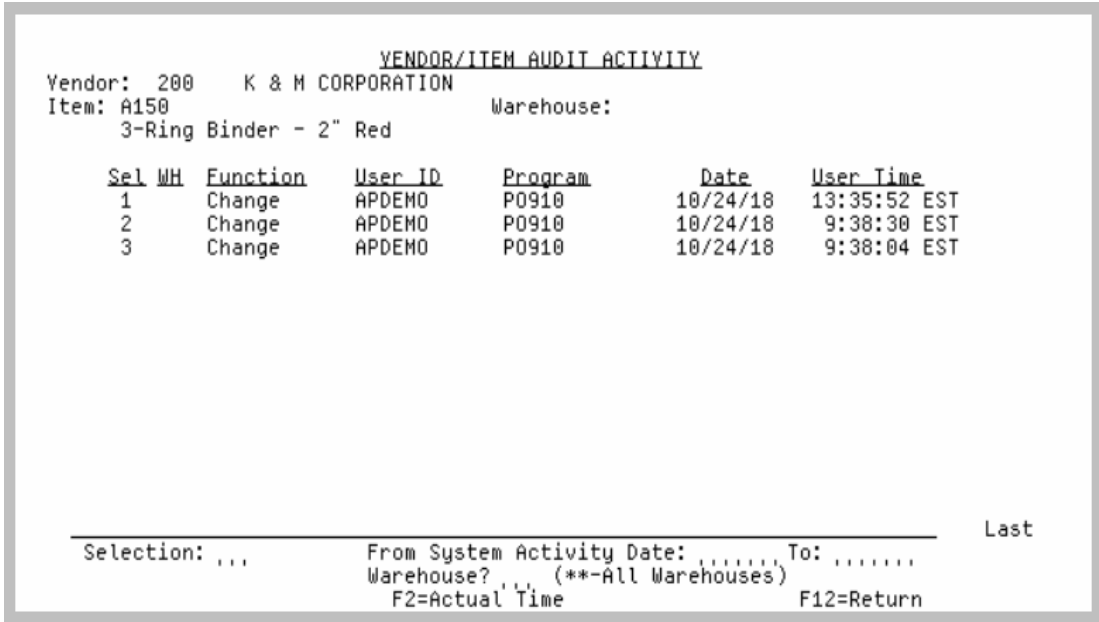 VENDOR/ITEM AUDIT ACTIVITY
Vendor: 200 K & M CORPORATION
Item: A150 Warehouse:
3-Ring Binder - 2" Red
Sel WH Function User ID Program Date User Time
1 Change APDEMO PO910 10/24/18 13:35:52 EST
2 Change APDEMO PO910 10/24/18 9:38:30 EST
3 Change APDEMO PO910 10/24/18 9:38:04 EST
Last
Selection: ... From System Activity Date: ....... To: .......
Warehouse? ... (**-All Warehouses)
F2=Actual Time F12=Return